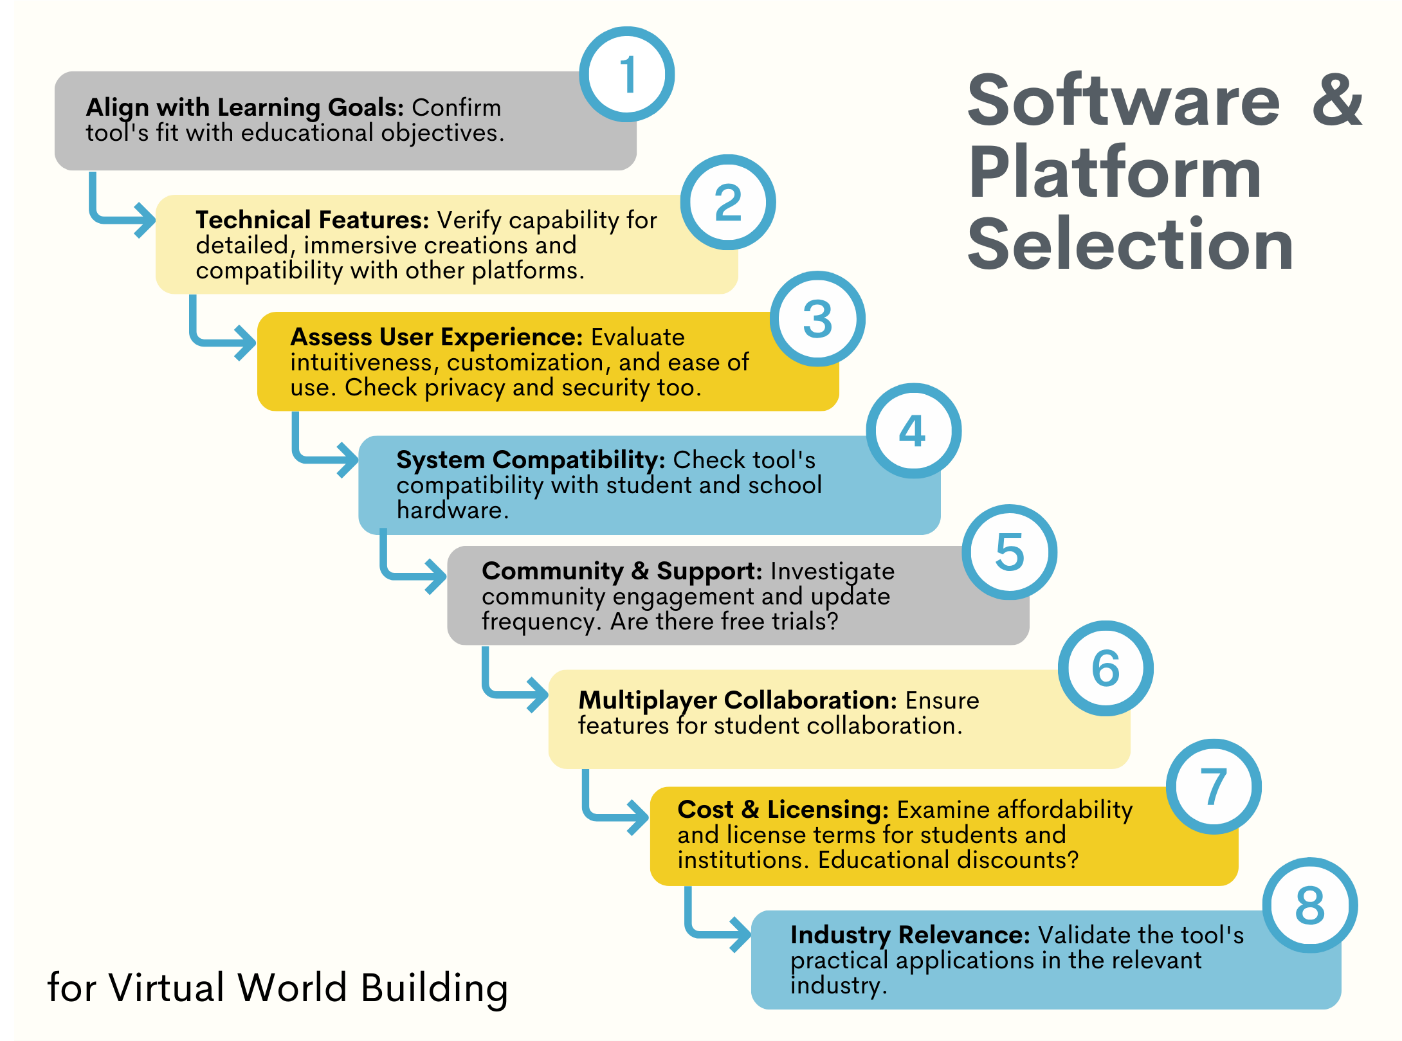 Software &
Platform
Selection
1
Align with Learning Goals: Confirm
tool's fit with educational objectives.
2
Technical Features: Verify capability for
detailed, immersive creations and
compatibility with other platforms.
3
Assess User Experience: Evaluate
intuitiveness, customization, and ease of
use. Check privacy and security too.
4
System Compatibility: Check tool's
compatibility with student and school
hardware.
5
Community & Support: Investigate
community engagement and update
frequency. Are there free trials?
6
Multiplayer Collaboration: Ensure
features for student collaboration.
7
Cost & Licensing: Examine affordability
and license terms for students and
institutions. Educational discounts?
8
Industry Relevance: Validate the tool's
practical applications in the relevant
industry.
for Virtual World Building